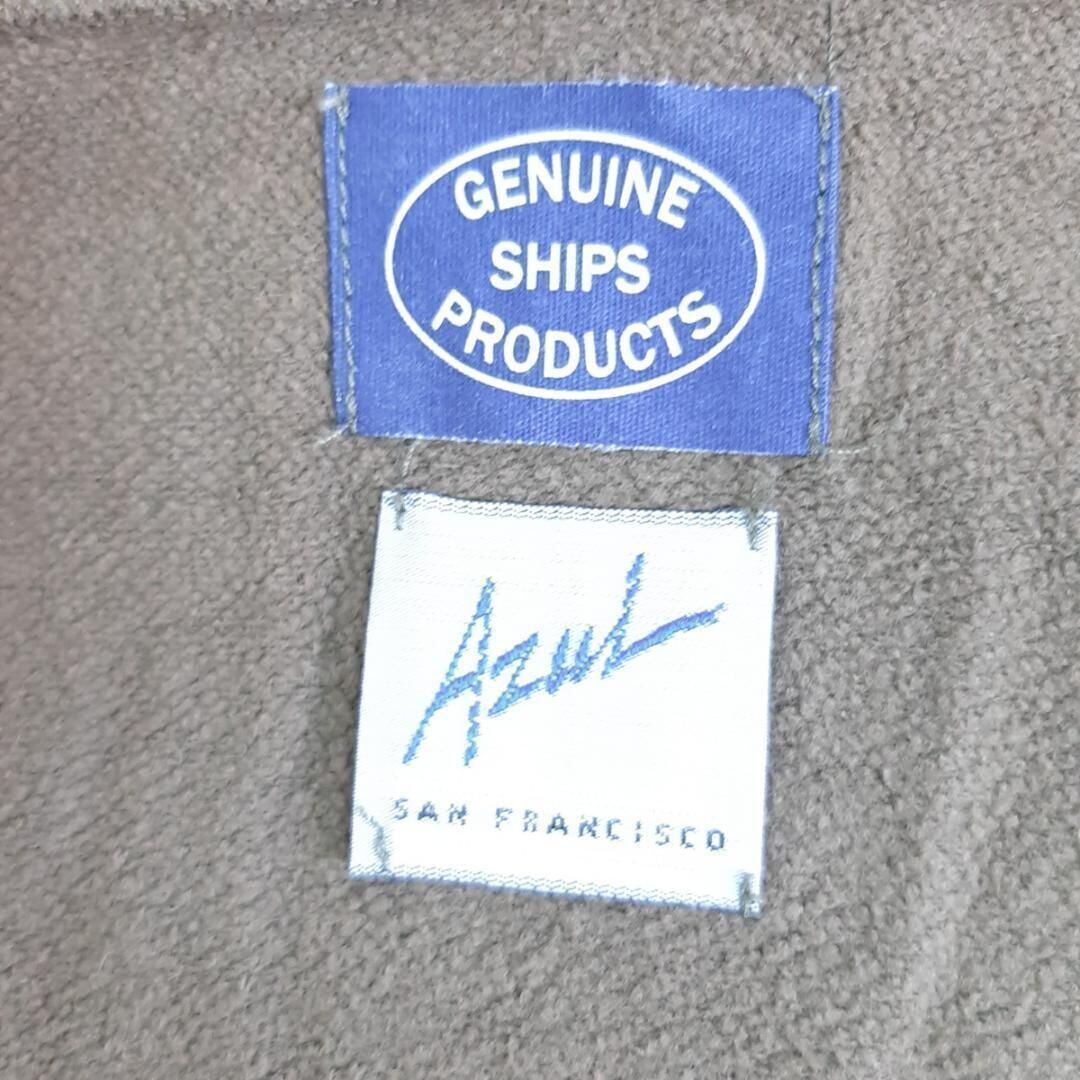 GENUINE
SHIPS
PRODUCTS
Azul
SAN FRANCISCO